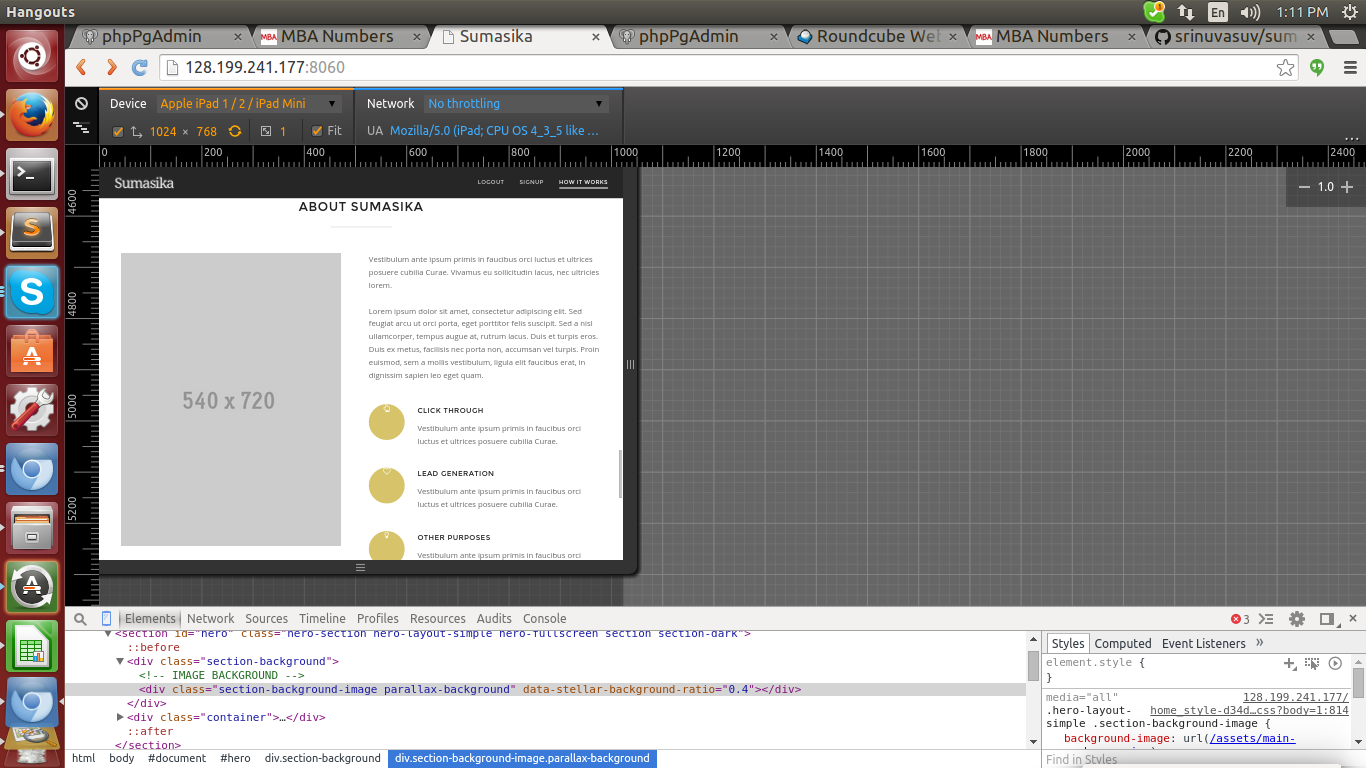 Hangouts
En
1:11 PM
phpPgAdmin
MBA Numbers
Sumasika
phpPgAdmin
Roundcube Web
MBA Numbers
srinuvasuv/sum
128.199.241.177:8060
Device Apple iPad 1 / 2 / iPad Mini
Network No throttling
1024 × 768
1
Fit
UA Mozilla/5.0 (iPad; CPU OS 4_3_5 like ...
...
0 200 400 600 800 1000 1200 1400 1600 1800 2000 2200 2400
4600
4800
5000
5200
1.0
Sumasika
LOGOUT
SIGNUP
HOW IT WORKS
ABOUT SUMASIKA
540 x 720
Vestibulum ante ipsum primis in faucibus orci luctus et ultrices
posuere cubilia Curae. Vivamus eu sollicitudin lacus, nec ultricies
lorem.
Lorem ipsum dolor sit amet, consectetur adipiscing elit. Sed
feugiat arcu ut orci porta, eget porttitor felis suscipit. Sed a nisl
ullamcorper, tempus augue at, rutrum lacus. Duis et turpis eros.
Duis ex metus, facilisis nec porta non, accumsan vel turpis. Proin
euismod, sem a mollis vestibulum, ligula elit faucibus erat, in
dignissim sapien leo eget quam.
CLICK THROUGH
Vestibulum ante ipsum primis in faucibus orci
luctus et ultrices posuere cubilia Curae.
LEAD GENERATION
Vestibulum ante ipsum primis in faucibus orci
luctus et ultrices posuere cubilia Curae.
OTHER PURPOSES
Vestibulum ante ipsum primis in faucibus orci
Elements Network Sources Timeline Profiles Resources Audits Console
3
<section id="hero" class="hero-section hero-layout-simple hero-fullscreen section section-dark">
::before
<div class="section-background">
<!-- IMAGE BACKGROUND -->
<div class="section-background-image parallax-background" data-stellar-background-ratio="0.4"></div>
</div>
<div class="container">…</div>
::after
</section>
html body #document #hero div.section-background div.section-background-image.parallax-background
Styles Computed Event Listeners »
element.style {
}
media="all" 128.199.241.177/
.hero-layout- home_style-d34d…css?body=1:814
simple .section-background-image {
background-image: url(/assets/main-
Find in Styles